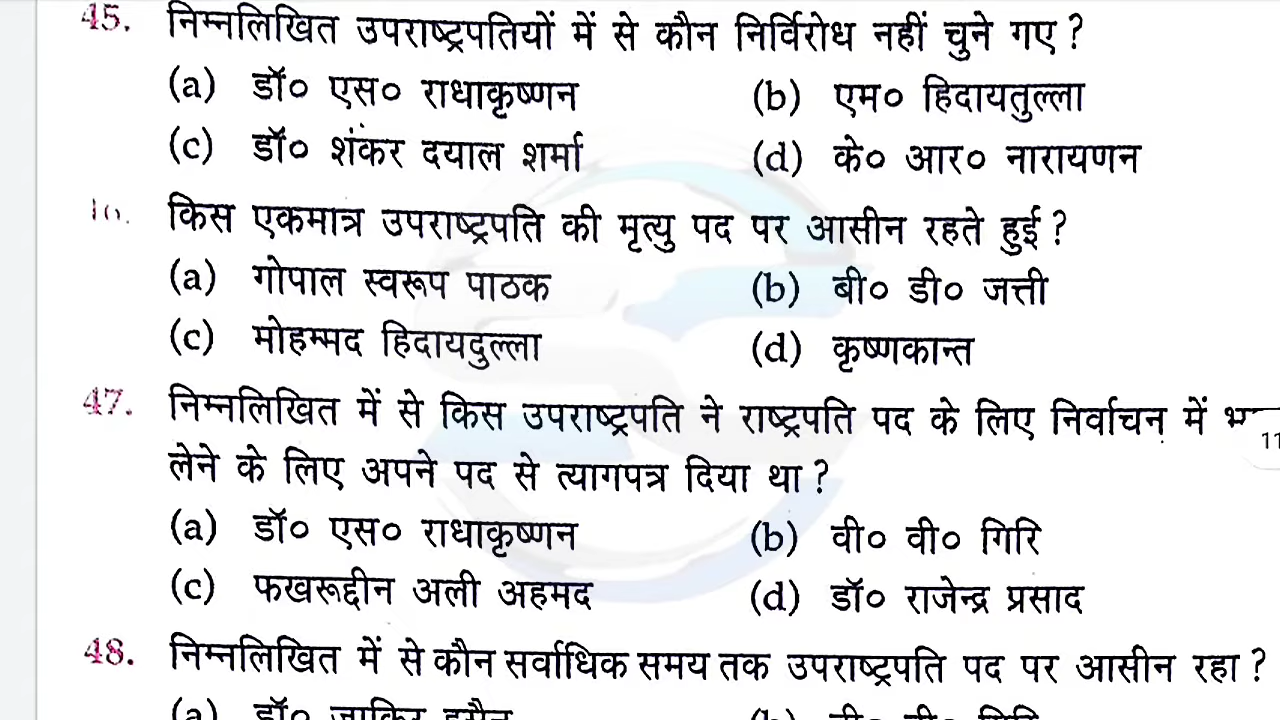 45. निम्नलिखित उपराष्ट्रपतियों में से कौन निर्विरोध नहीं चुने गए ?
(a) डॉ० एस० राधाकृष्णन (b) एम० हिदायतुल्ला
(c) डॉ० शंकर दयाल शर्मा (d) के० आर० नारायणन
किस एकमात्र उपराष्ट्रपति की मृत्यु पद पर आसीन रहते हुई ?
(a) गोपाल स्वरूप पाठक (b) बी० डी० जत्ती
(c) मोहम्मद हिदायदुल्ला (d) कृष्णकान्त
47. निम्नलिखित में से किस उपराष्ट्रपति ने राष्ट्रपति पद के लिए निर्वाचन में
11
लेने के लिए अपने पद से त्यागपत्र दिया था ?
(a) डॉ० एस० राधाकृष्णन (b) वी० वी० गिरि
(c) फखरूद्दीन अली अहमद (d) डॉ० राजेन्द्र प्रसाद
48. निम्नलिखित में से कौन सर्वाधिक समय तक उपराष्ट्रपति पद पर आसीन रहा ?
(a) डॉ०